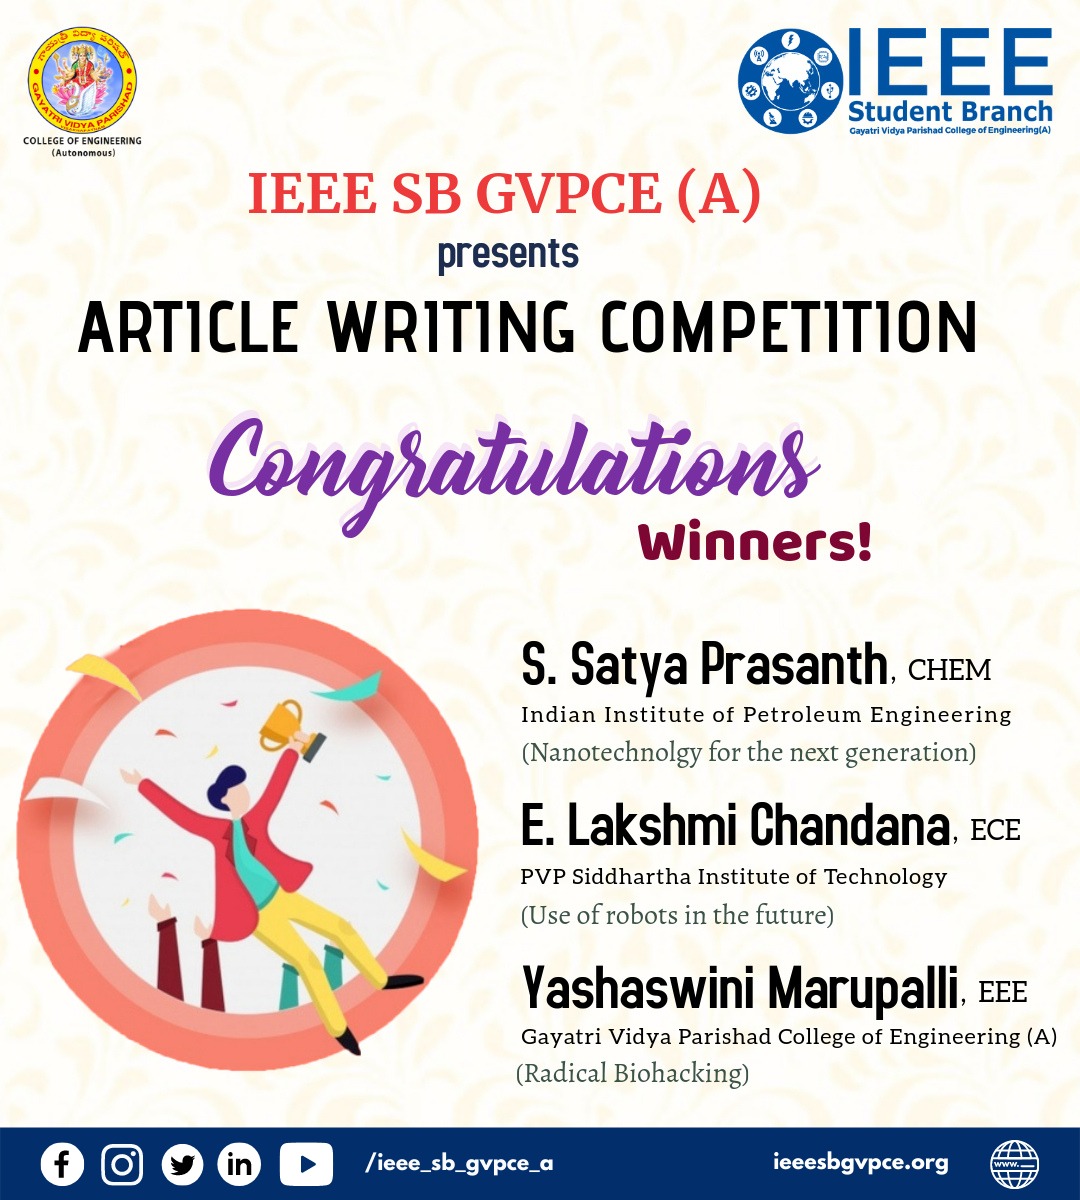 గాయత్రీ విద్యా పరిషత్
GAYATRI VIDYA PARISHAD
COLLEGE OF ENGINEERING
(Autonomous)
IEEE
Student Branch
Gayatri Vidya Parishad College of Engineering(A)
IEEE SB GVPCE (A)
presents
ARTICLE WRITING COMPETITION
Congratulations
Winners!
S. Satya Prasanth, CHEM
Indian Institute of Petroleum Engineering
(Nanotechnolgy for the next generation)
E. Lakshmi Chandana, ECE
PVP Siddhartha Institute of Technology
(Use of robots in the future)
Yashaswini Marupalli, EEE
Gayatri Vidya Parishad College of Engineering (A)
(Radical Biohacking)
/ieee_sb_gvpce_a
ieeesbgvpce.org
www.